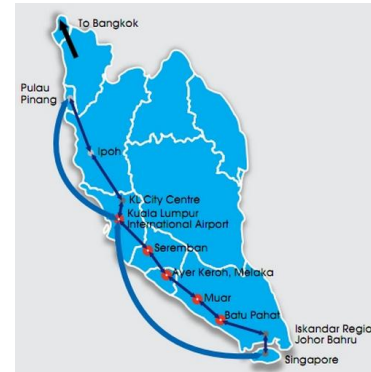 To Bangkok
Pulau
Pinang
Ipoh
KL City Centre
Kuala Lumpur
International Airport
Seremban
Ayer Keroh, Melaka
Muar
Batu Pahat
Iskandar Regio
Johor Bahru
Singapore